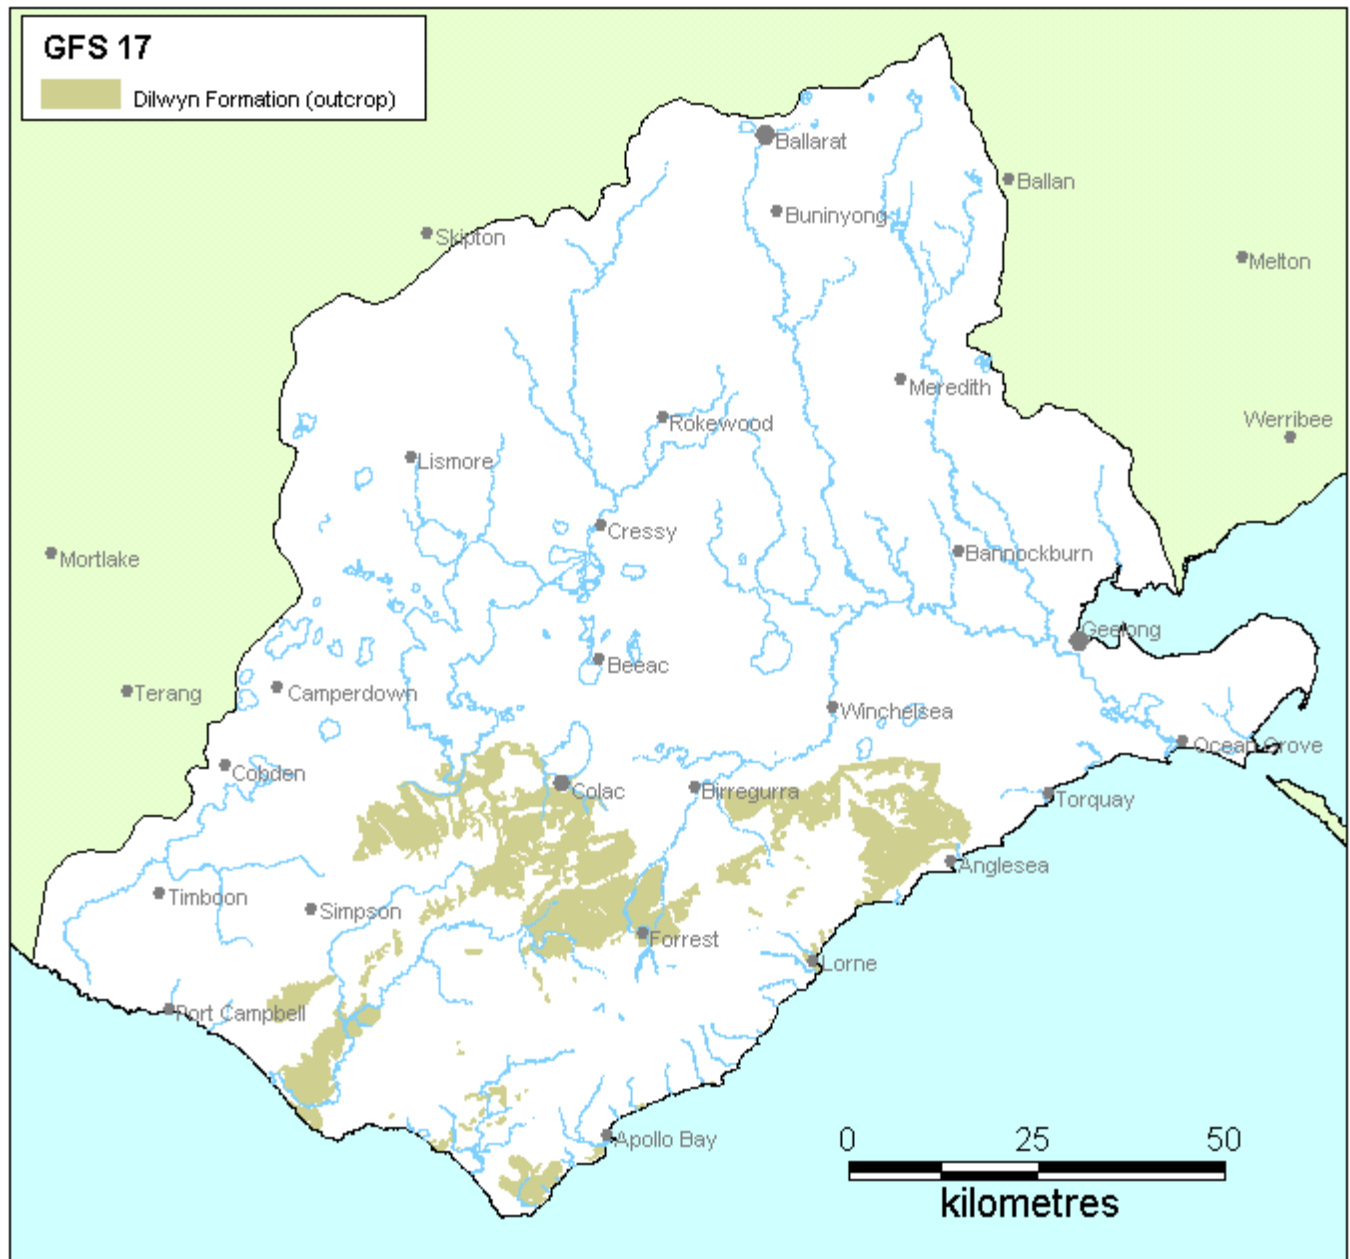 GFS 17
Dilwyn Formation (outcrop)
Ballarat
Ballan
Buninyong
Skipton
Melton
Meredith
Rokewood
Werribee
Lismore
Cressy
Bannockburn
Mortlake
Geelong
Beeac
Terang
Camperdown
Winchelsea
Ocean Grove
Cobden
Colac
Birregurra
Torquay
Anglesea
Timboon
Simpson
Forrest
Lorne
Port Campbell
Apollo Bay
0 25 50
kilometres